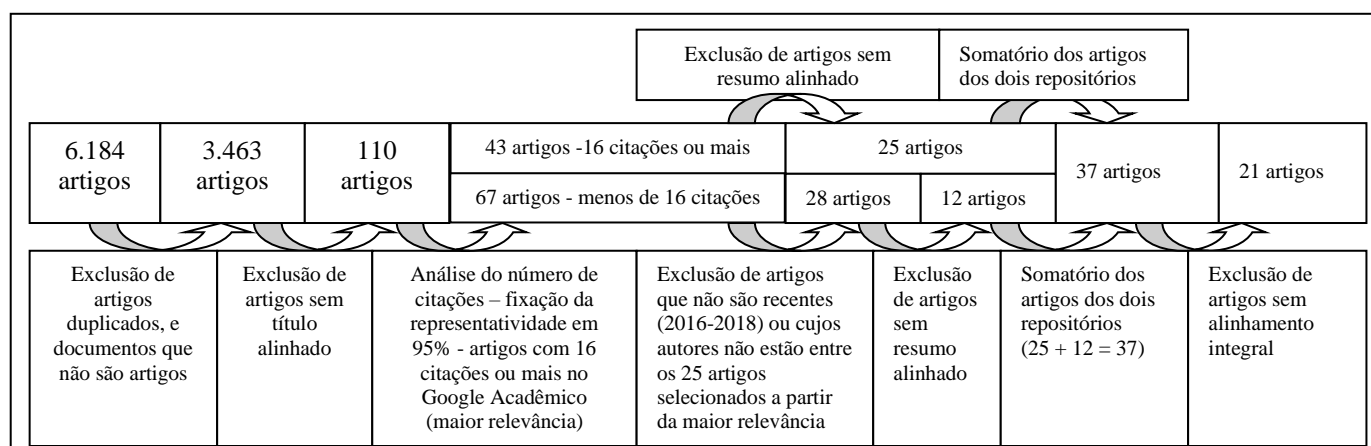 Exclusão de artigos sem
resumo alinhado
Somatório dos artigos
dos dois repositórios
6.184
artigos
3.463
artigos
110
artigos
43 artigos -16 citações ou mais
67 artigos - menos de 16 citações
25 artigos
28 artigos
12 artigos
37 artigos
21 artigos
Exclusão de
artigos
duplicados, e
documentos que
não são artigos
Exclusão de
artigos sem
título
alinhado
Análise do número de
citações – fixação da
representatividade em
95% - artigos com 16
citações ou mais no
Google Acadêmico
(maior relevância)
Exclusão de artigos
que não são recentes
(2016-2018) ou cujos
autores não estão entre
os 25 artigos
selecionados a partir
da maior relevância
Exclusão
de artigos
sem
resumo
alinhado
Somatório dos
artigos dos dois
repositórios
(25 + 12 = 37)
Exclusão de
artigos sem
alinhamento
integral